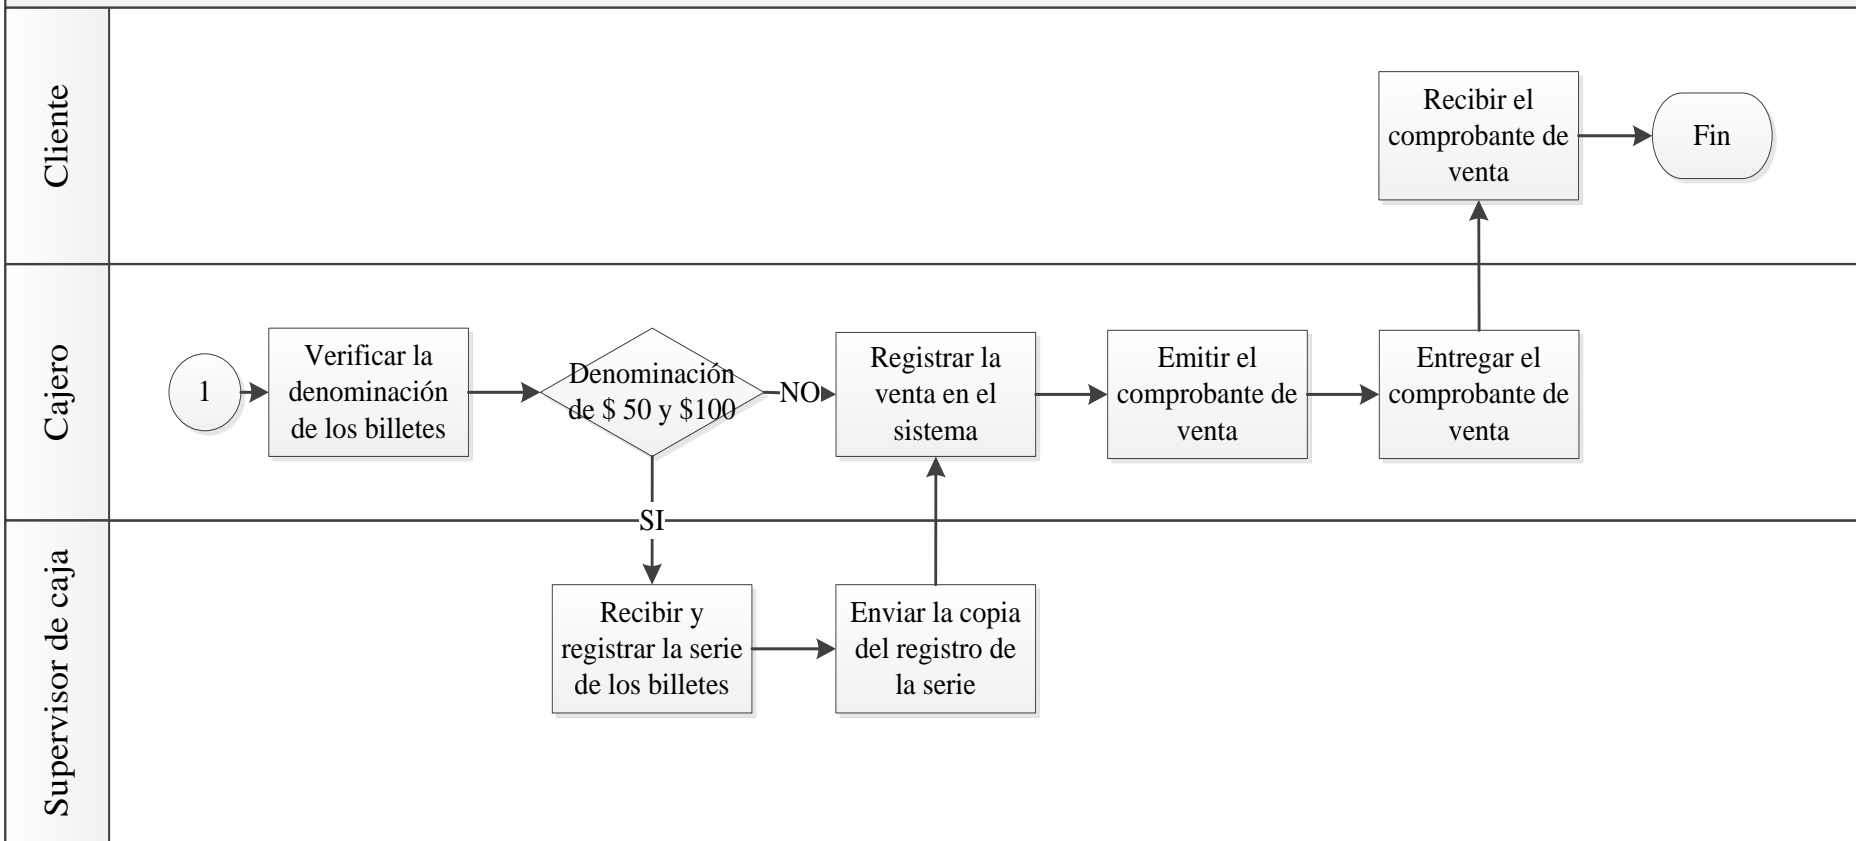 Cliente
Recibir el
comprobante de
venta
Fin
Cajero
1
Verificar la
denominación
de los billetes
Denominación
de $ 50 y $100
NO
Registrar la
venta en el
sistema
Emitir el
comprobante de
venta
Entregar el
comprobante de
venta
SI
Supervisor de caja
Recibir y
registrar la serie
de los billetes
Enviar la copia
del registro de
la serie